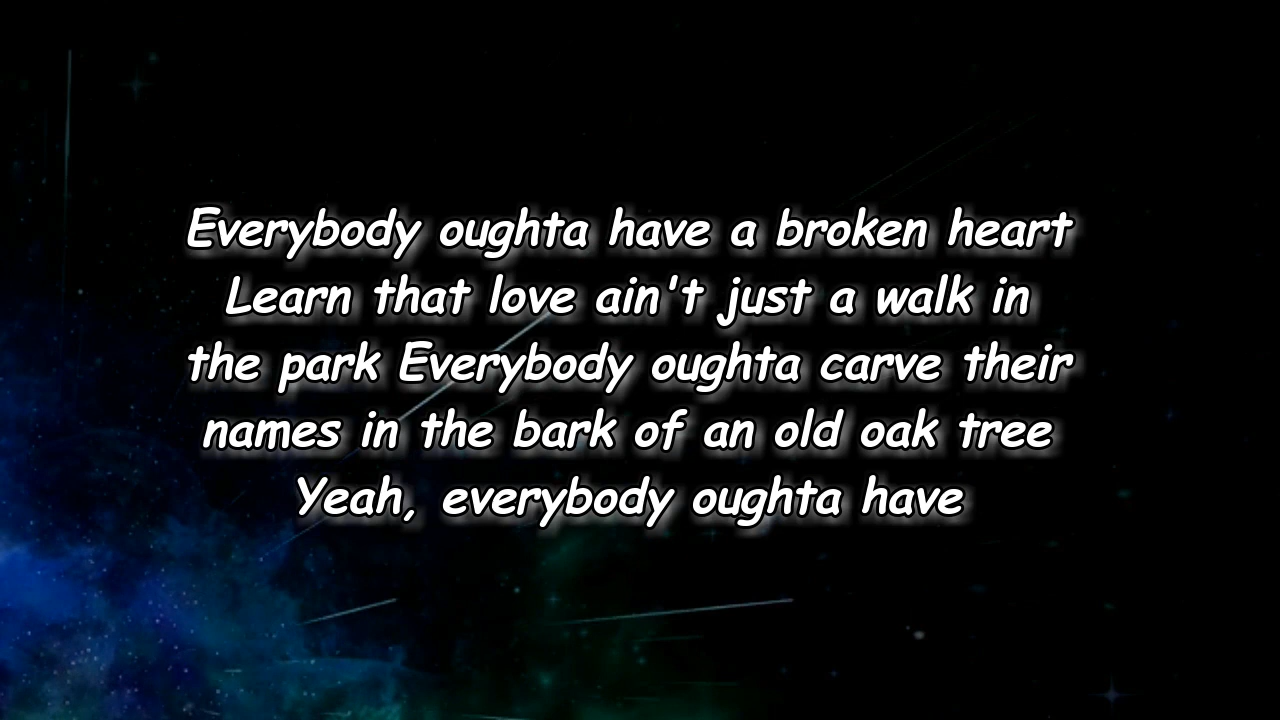 Everybody oughta have a broken heart
Learn that love ain't just a walk in
the park Everybody oughta carve their
names in the bark of an old oak tree
Yeah, everybody oughta have